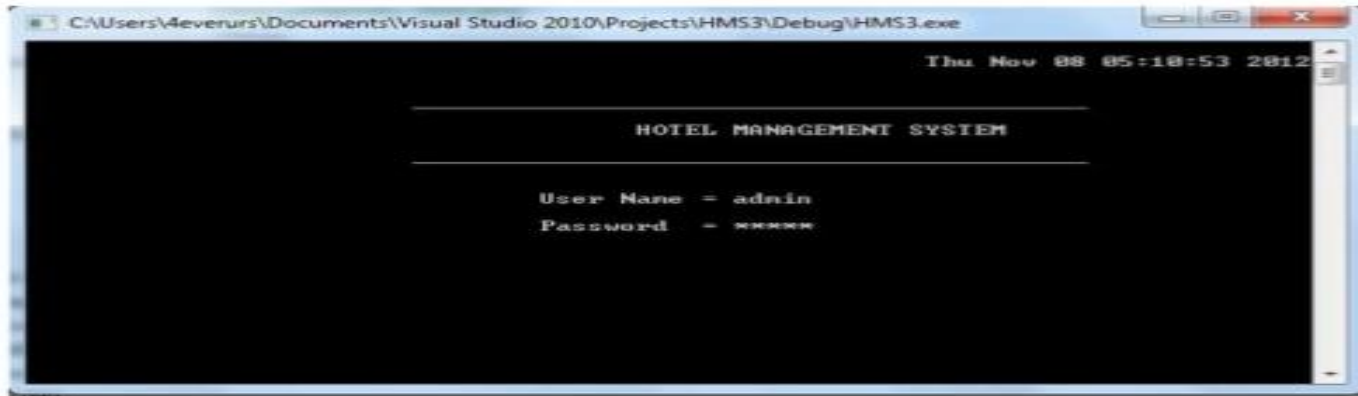 C:\Users\4everurs\Documents\Visual Studio 2010\Projects\HMS3\Debug\HMS3.exe
Thu Nov 08 05:10:53 2012
HOTEL MANAGEMENT SYSTEM
User Name = admin
Password = *****